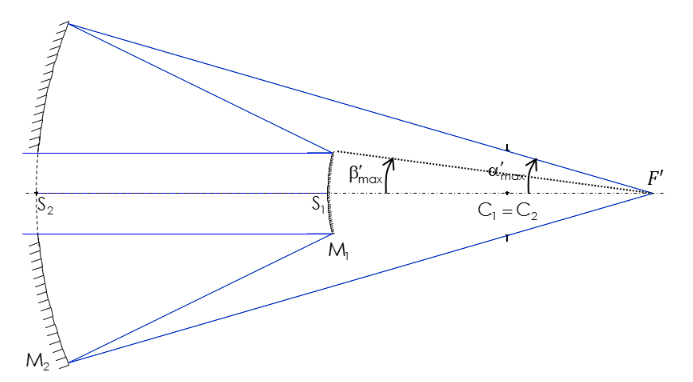 β′max
α′max
F′
S₂
S₁
C₁ = C₂
M₁
M₂